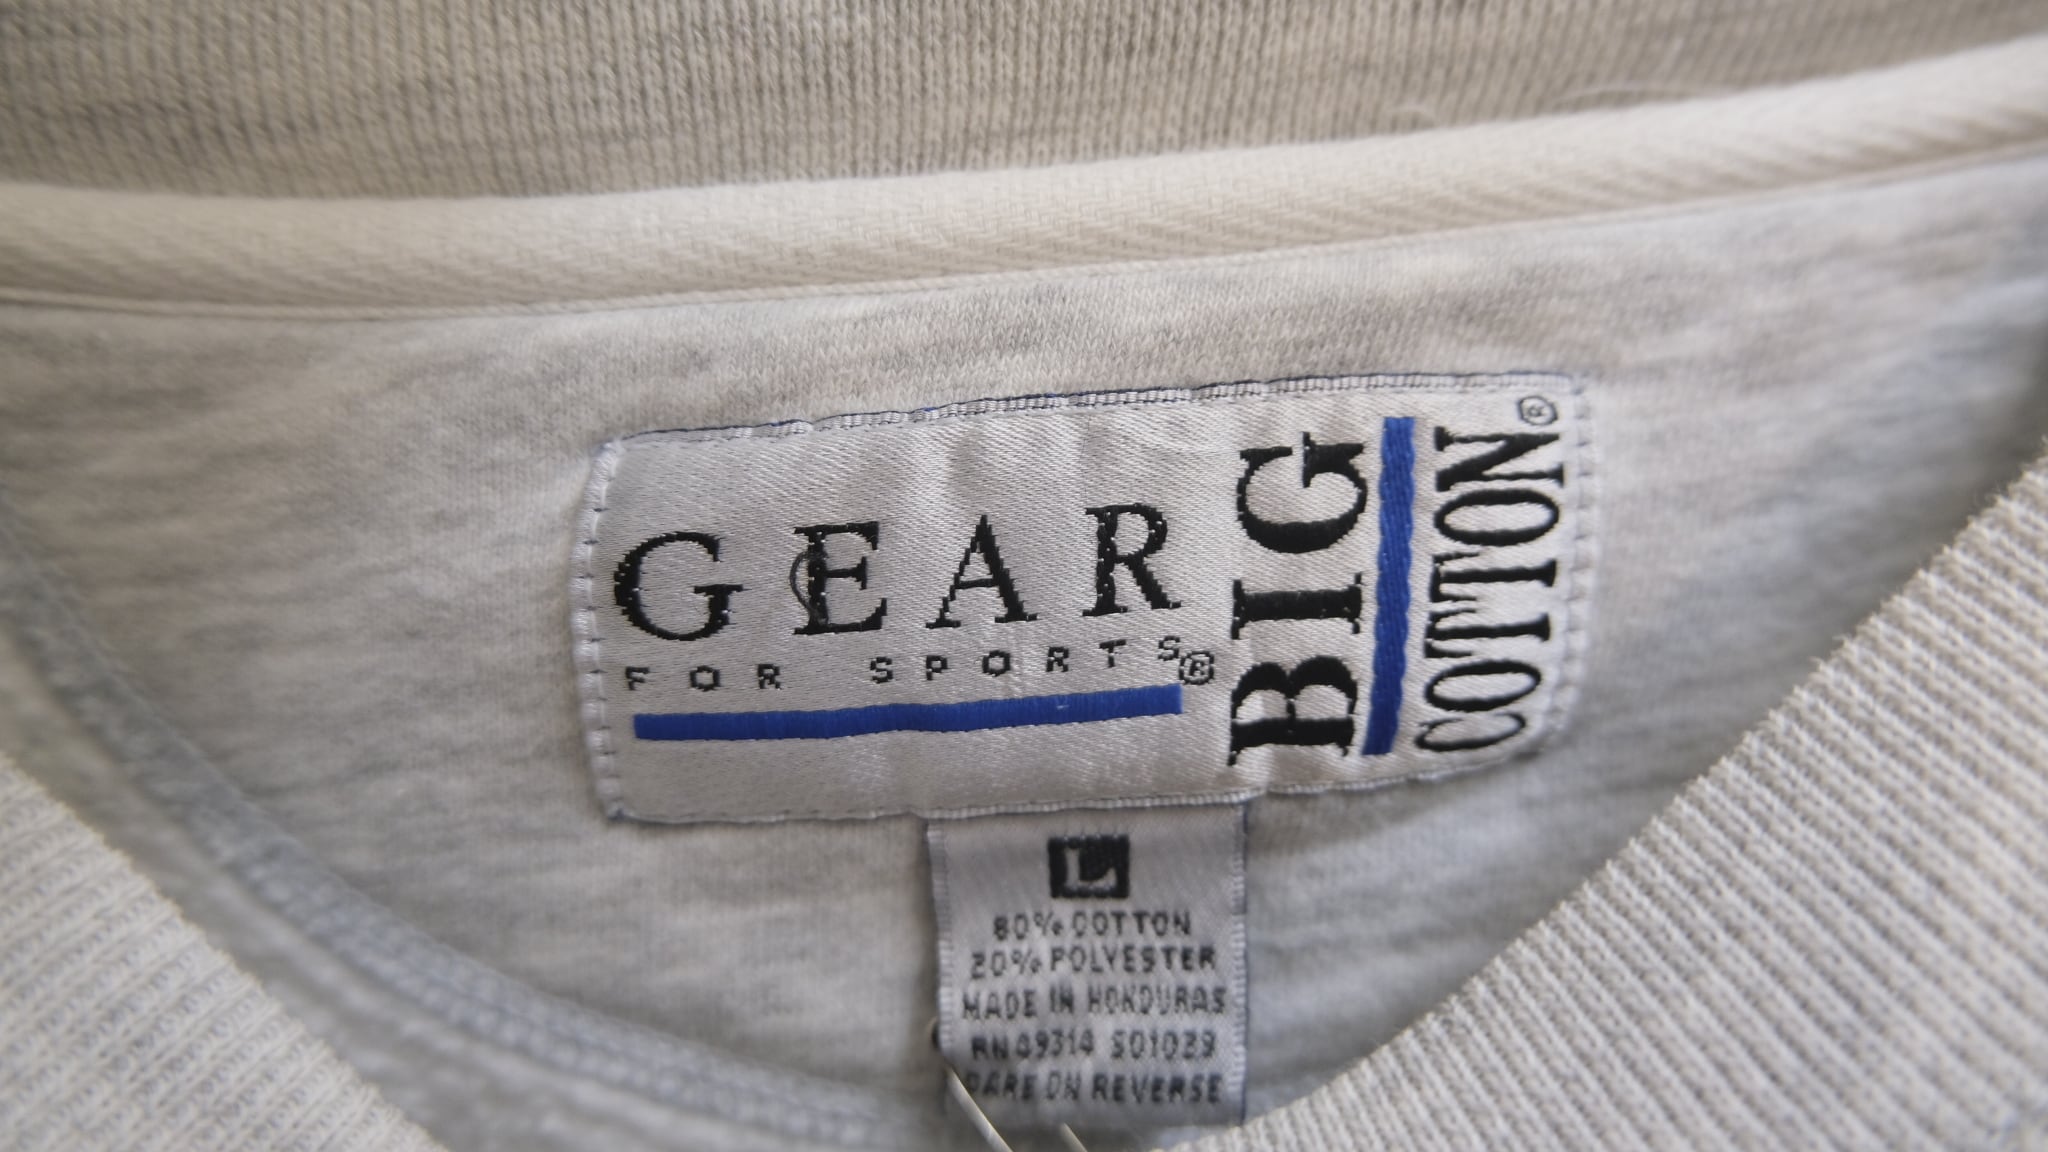 GEAR
FOR SPORTS®
BIG
COTTON®
L
80% COTTON
20% POLYESTER
MADE IN HONDURAS
RN 49314 S01029
CARE ON REVERSE